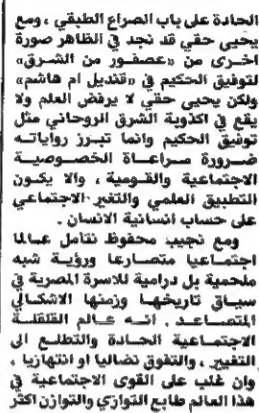 الحادة على باب الصراع الطبقي ، ومع
يحيى حقي قد نجد في الظاهر صورة
اخرى من «عصفور من الشرق»
لتوفيق الحكيم في «قنديل ام هاشم»
ولكن يحيى حقي لا يرفض العلم ولا
يقع في اكذوبة الشرق الروحاني مثل
توفيق الحكيم وانما تبرز رواياته
ضرورة مراعاة الخصوصية
الاجتماعية والقومية ، والا يكون
التطبيق العلمي والتغير الاجتماعي
على حساب انسانية الانسان .
ومع نجيب محفوظ نتامل عالما
اجتماعيا متصارعا ورؤية شبه
ملحمية بل درامية للاسرة المصرية في
سياق تاريخها وزمنها الاشكالي
المتصاعد . انه عالم القلقلة
الاجتماعية الحادة والتطلع الى
التغيير ، والتفوق نضاليا او انتهازيا ،
وان غلب على القوى الاجتماعية في
هذا العالم طابع التوازي والتوازن اكثر